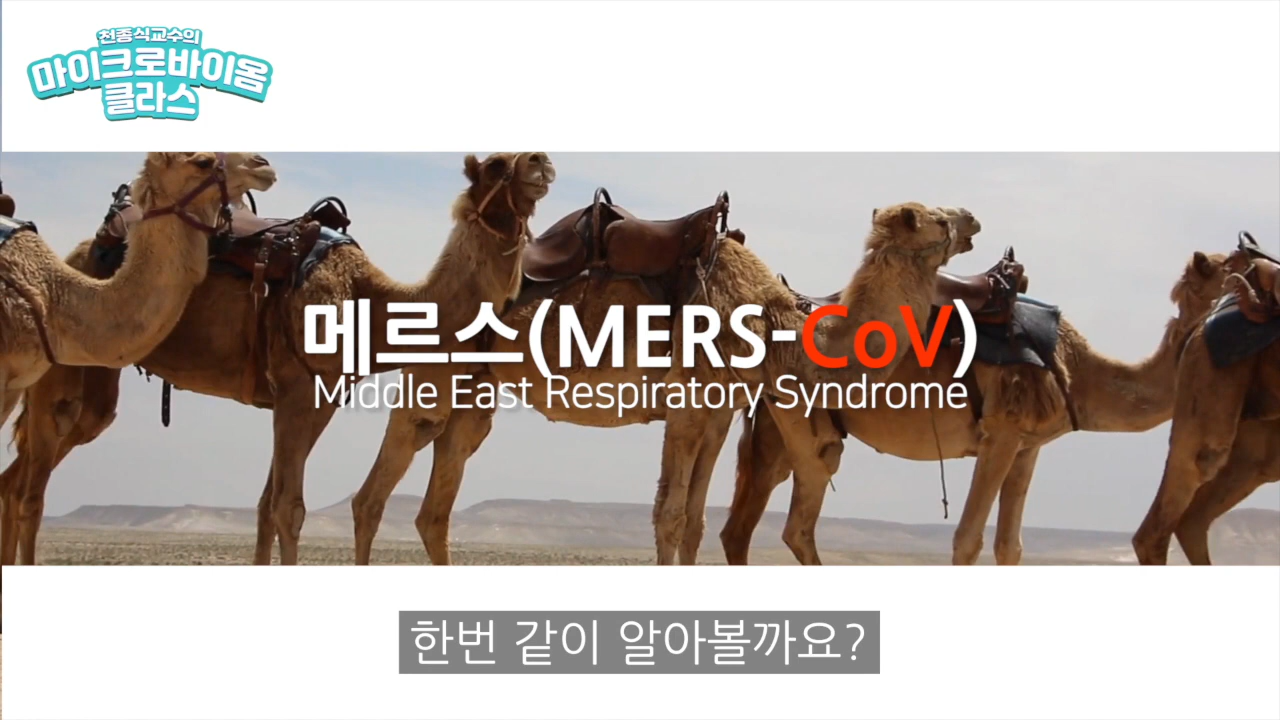 천종식교수의
마이크로바이옴
클라스
메르스(MERS-CoV)
Middle East Respiratory Syndrome
한번 같이 알아볼까요?